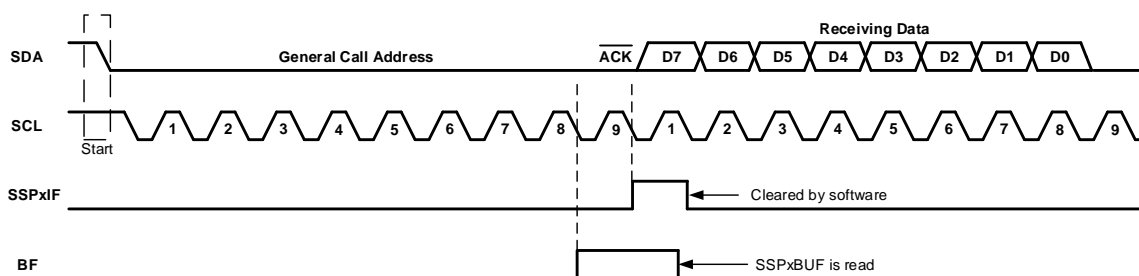 Receiving Data
SDA General Call Address ACK D7 D6 D5 D4 D3 D2 D1 D0
SCL 1 2 3 4 5 6 7 8 9 1 2 3 4 5 6 7 8 9
Start
SSPxIF Cleared by software
BF SSPxBUF is read